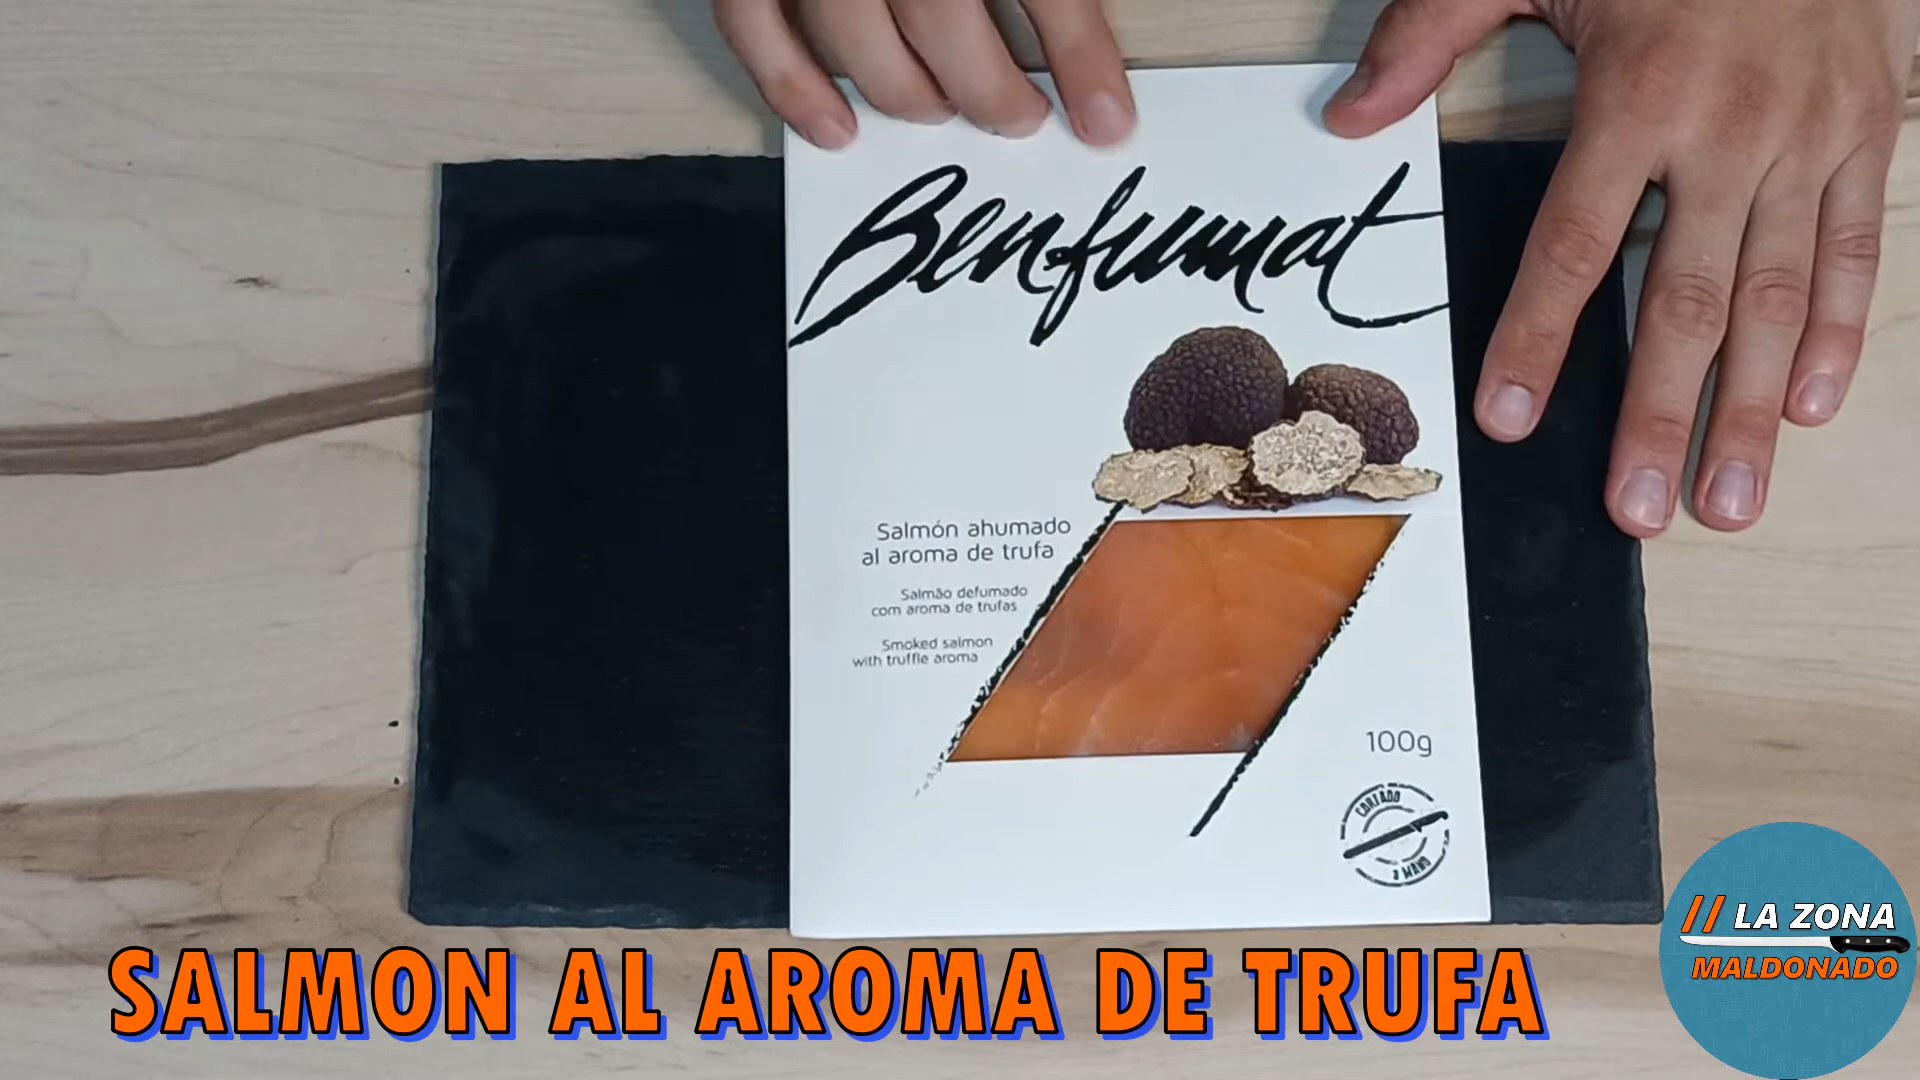 Benfumat
Salmón ahumado
al aroma de trufa
Salmão defumado
com aroma de trufas
Smoked salmon
with truffle aroma
100g
CORTADO
a MANO
// LA ZONA
MALDONADO
SALMON AL AROMA DE TRUFA